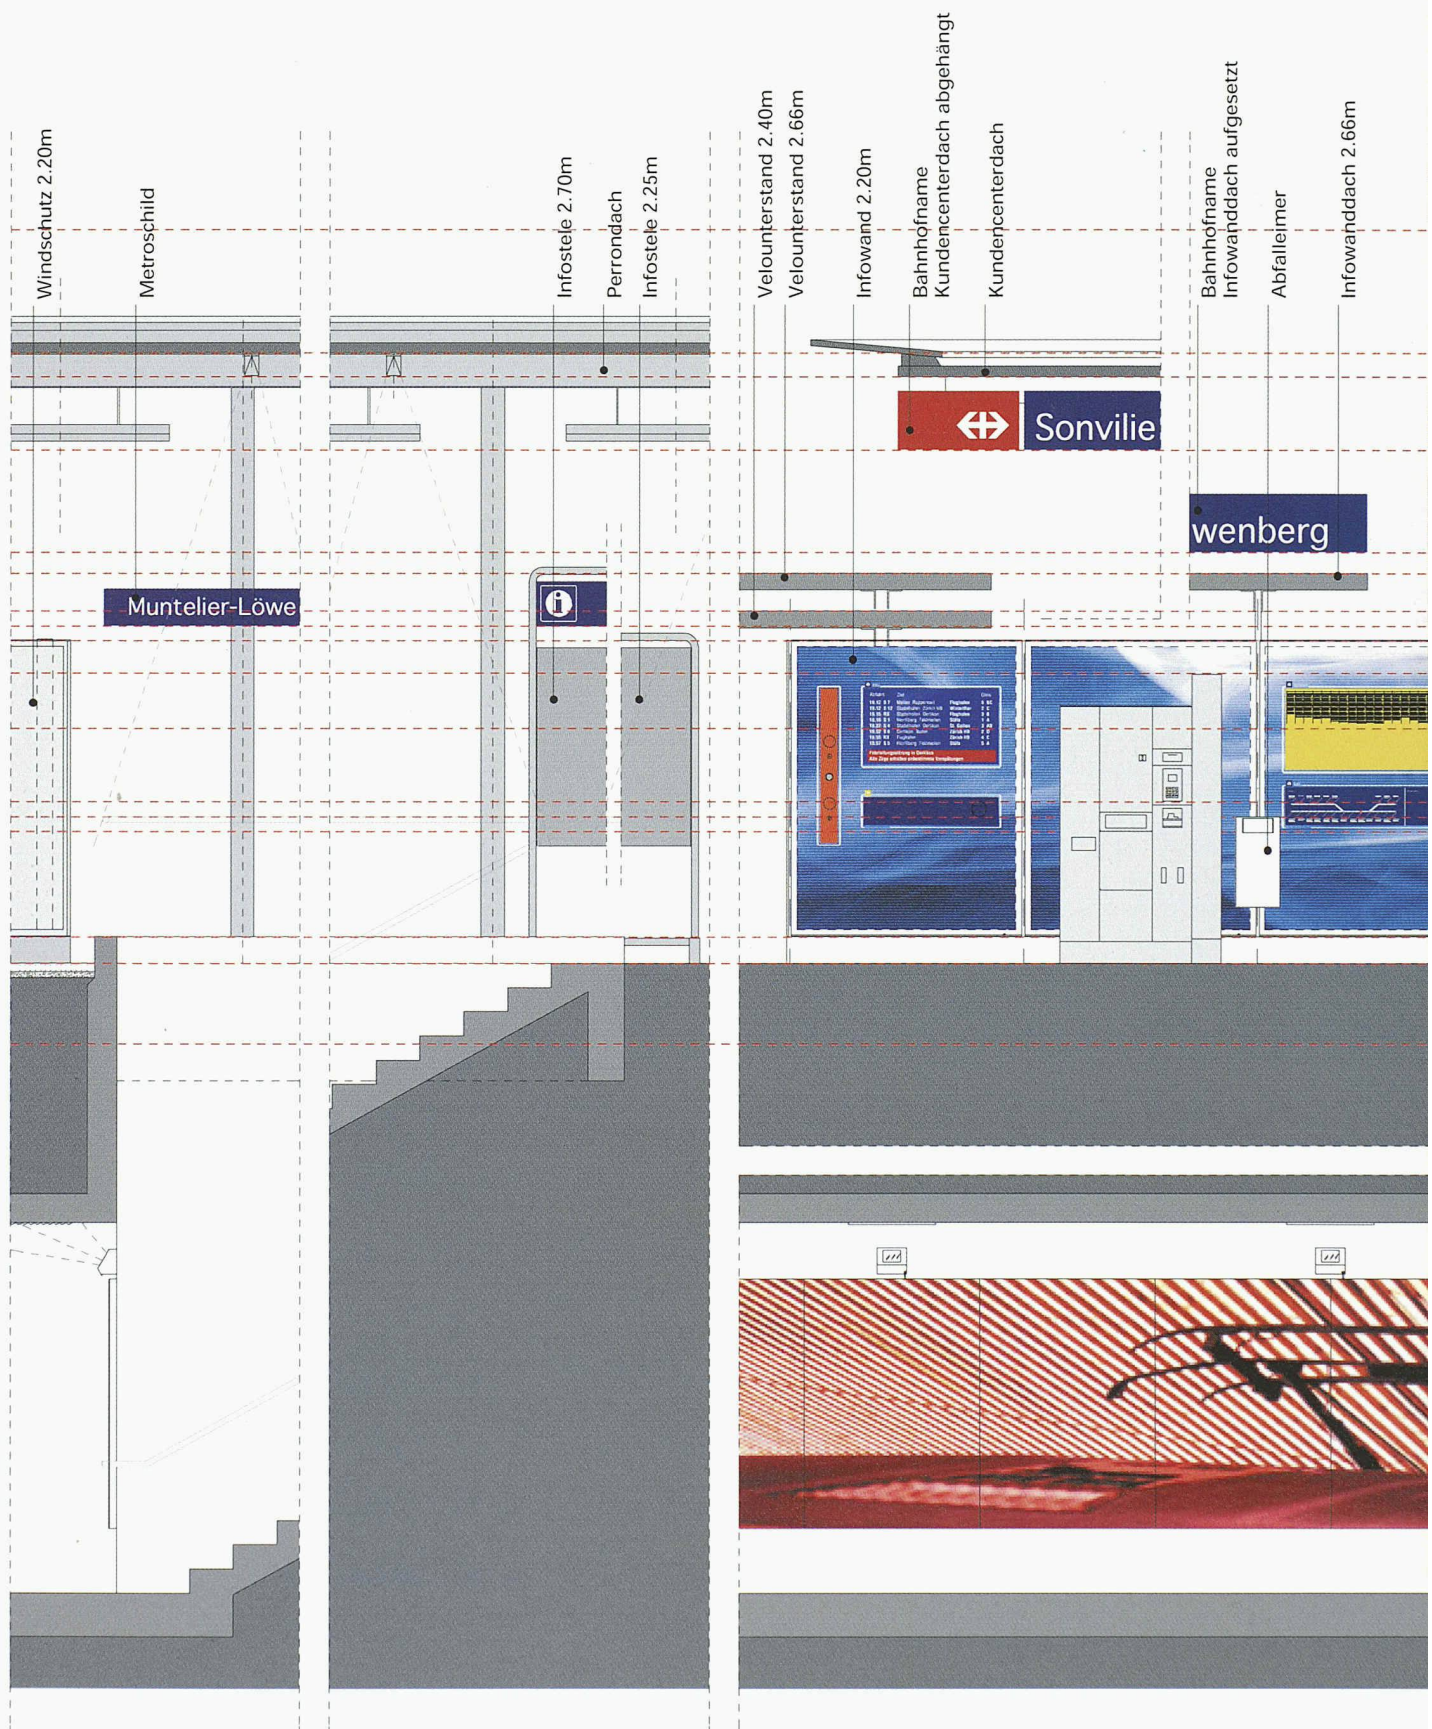 Windschutz 2.20m
Metroschild
Infostele 2.70m
Perrondach
Infostele 2.25m
Velounterstand 2.40m
Velounterstand 2.66m
Infowand 2.20m
Bahnhofname
Kundencenterdach abgehängt
Kundencenterdach
Bahnhofname
Infowanddach aufgesetzt
Abfalleimer
Infowanddach 2.66m
Sonvilie
wenberg
Muntelier-Löwe
i